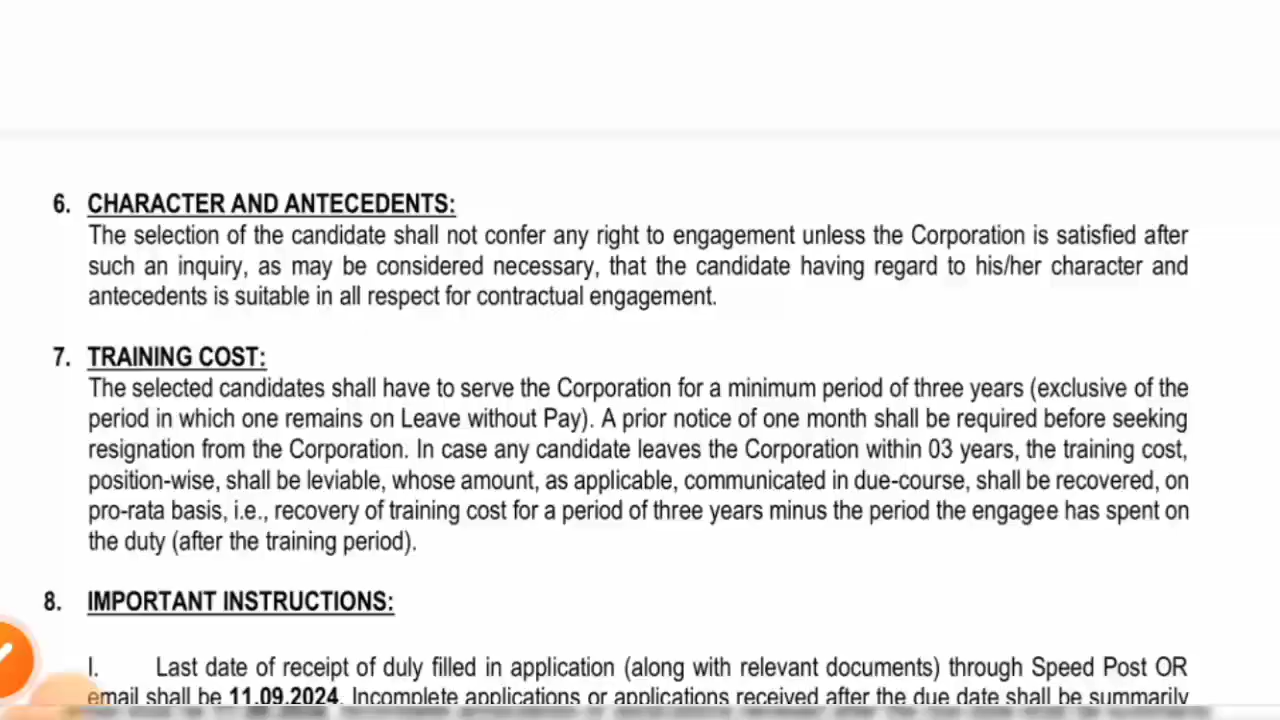 6. CHARACTER AND ANTECEDENTS:
The selection of the candidate shall not confer any right to engagement unless the Corporation is satisfied after
such an inquiry, as may be considered necessary, that the candidate having regard to his/her character and
antecedents is suitable in all respect for contractual engagement.
7. TRAINING COST:
The selected candidates shall have to serve the Corporation for a minimum period of three years (exclusive of the
period in which one remains on Leave without Pay). A prior notice of one month shall be required before seeking
resignation from the Corporation. In case any candidate leaves the Corporation within 03 years, the training cost,
position-wise, shall be leviable, whose amount, as applicable, communicated in due-course, shall be recovered, on
pro-rata basis, i.e., recovery of training cost for a period of three years minus the period the engagee has spent on
the duty (after the training period).
8. IMPORTANT INSTRUCTIONS:
I. Last date of receipt of duly filled in application (along with relevant documents) through Speed Post OR
email shall be 11.09.2024. Incomplete applications or applications received after the due date shall be summarily